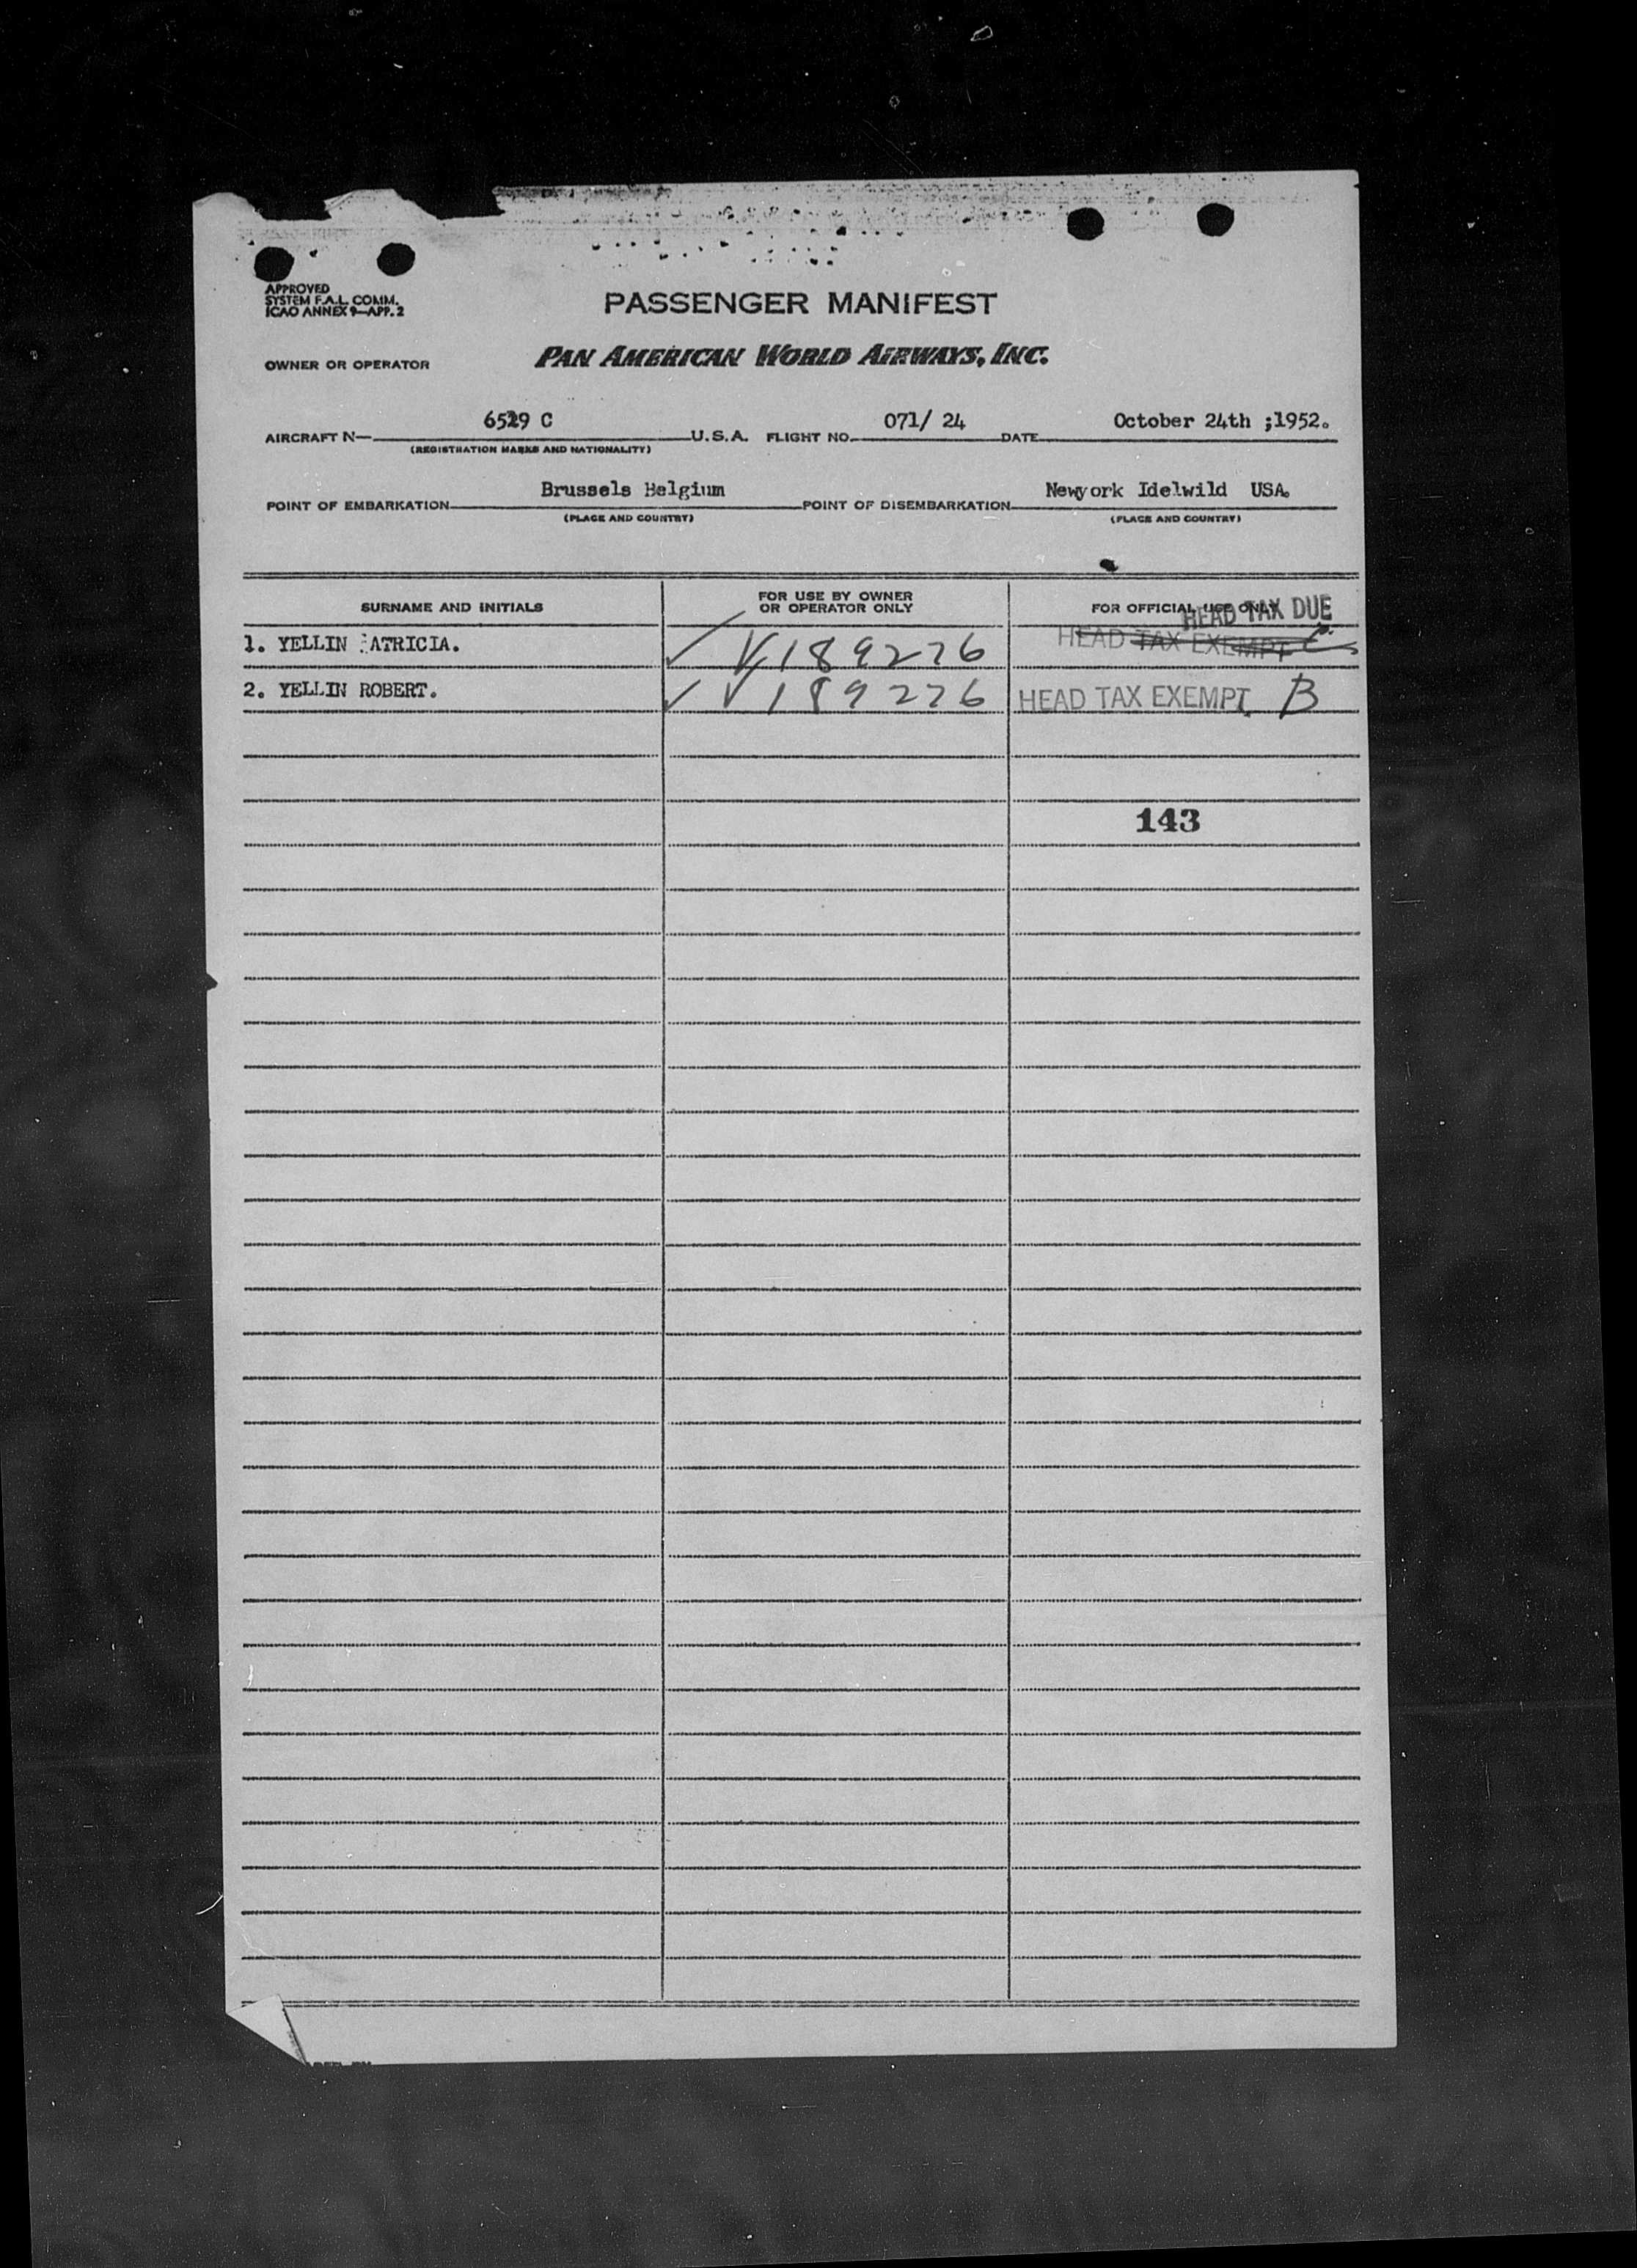 APPROVED
SYSTEM F.A.L. COMM.
ICAO ANNEX 9—APP. 2
PASSENGER MANIFEST
OWNER OR OPERATOR PAN AMERICAN WORLD AIRWAYS, INC.
AIRCRAFT N— 6529 C U.S.A. FLIGHT NO. 071/ 24 DATE October 24th ;1952.
(REGISTRATION MARKS AND NATIONALITY)
POINT OF EMBARKATION Brussels Belgium POINT OF DISEMBARKATION Newyork Idelwild USA.
(PLACE AND COUNTRY) (PLACE AND COUNTRY)
SURNAME AND INITIALS FOR USE BY OWNER OR OPERATOR ONLY FOR OFFICIAL USE ONLY
HEAD TAX DUE
1. YELLIN ATRICIA. ✓ V189276 HEAD TAX EXEMPT
2. YELLIN ROBERT. ✓ V189276 HEAD TAX EXEMPT B
143